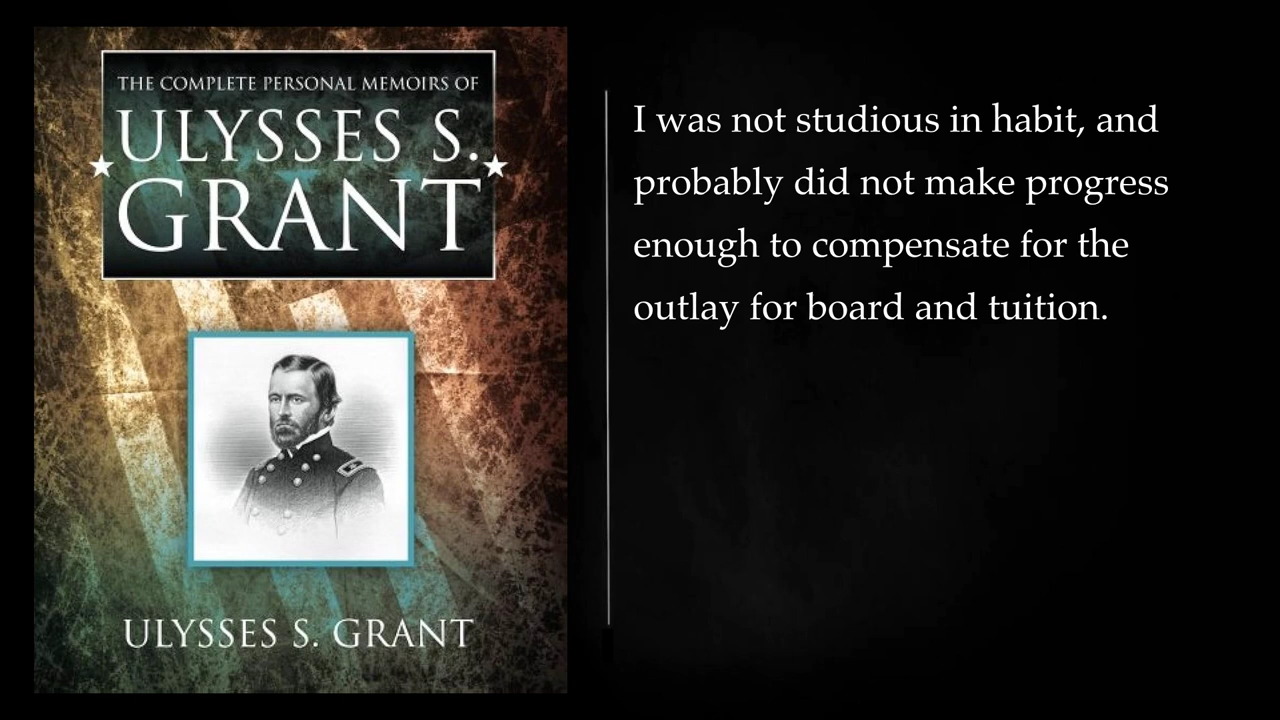 THE COMPLETE PERSONAL MEMOIRS OF
ULYSSES S.
GRANT
ULYSSES S. GRANT
I was not studious in habit, and
probably did not make progress
enough to compensate for the
outlay for board and tuition.